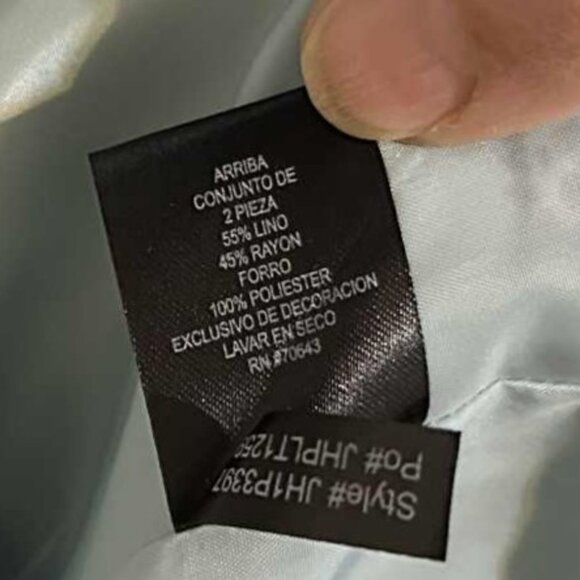 ARRIBA
CONJUNTO DE
2 PIEZA
55% LINO
45% RAYON
FORRO
100% POLIESTER
EXCLUSIVO DE DECORACION
LAVAR EN SECO
RN #70643
Style# JH1P3397
Po# JHPLT125